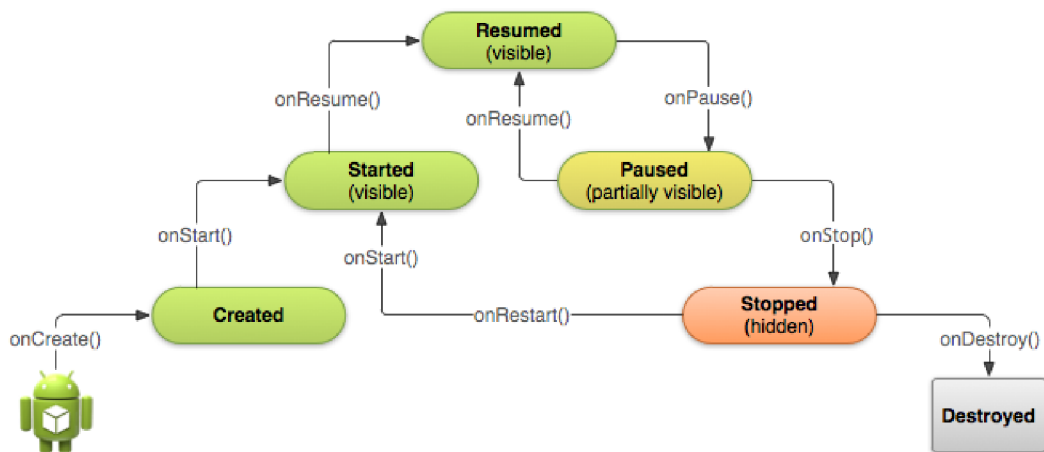 Resumed
(visible)
onResume()
onResume()
onPause()
Started
(visible)
Paused
(partially visible)
onStart()
onStart()
onStop()
Created
onRestart()
Stopped
(hidden)
onCreate()
onDestroy()
Destroyed